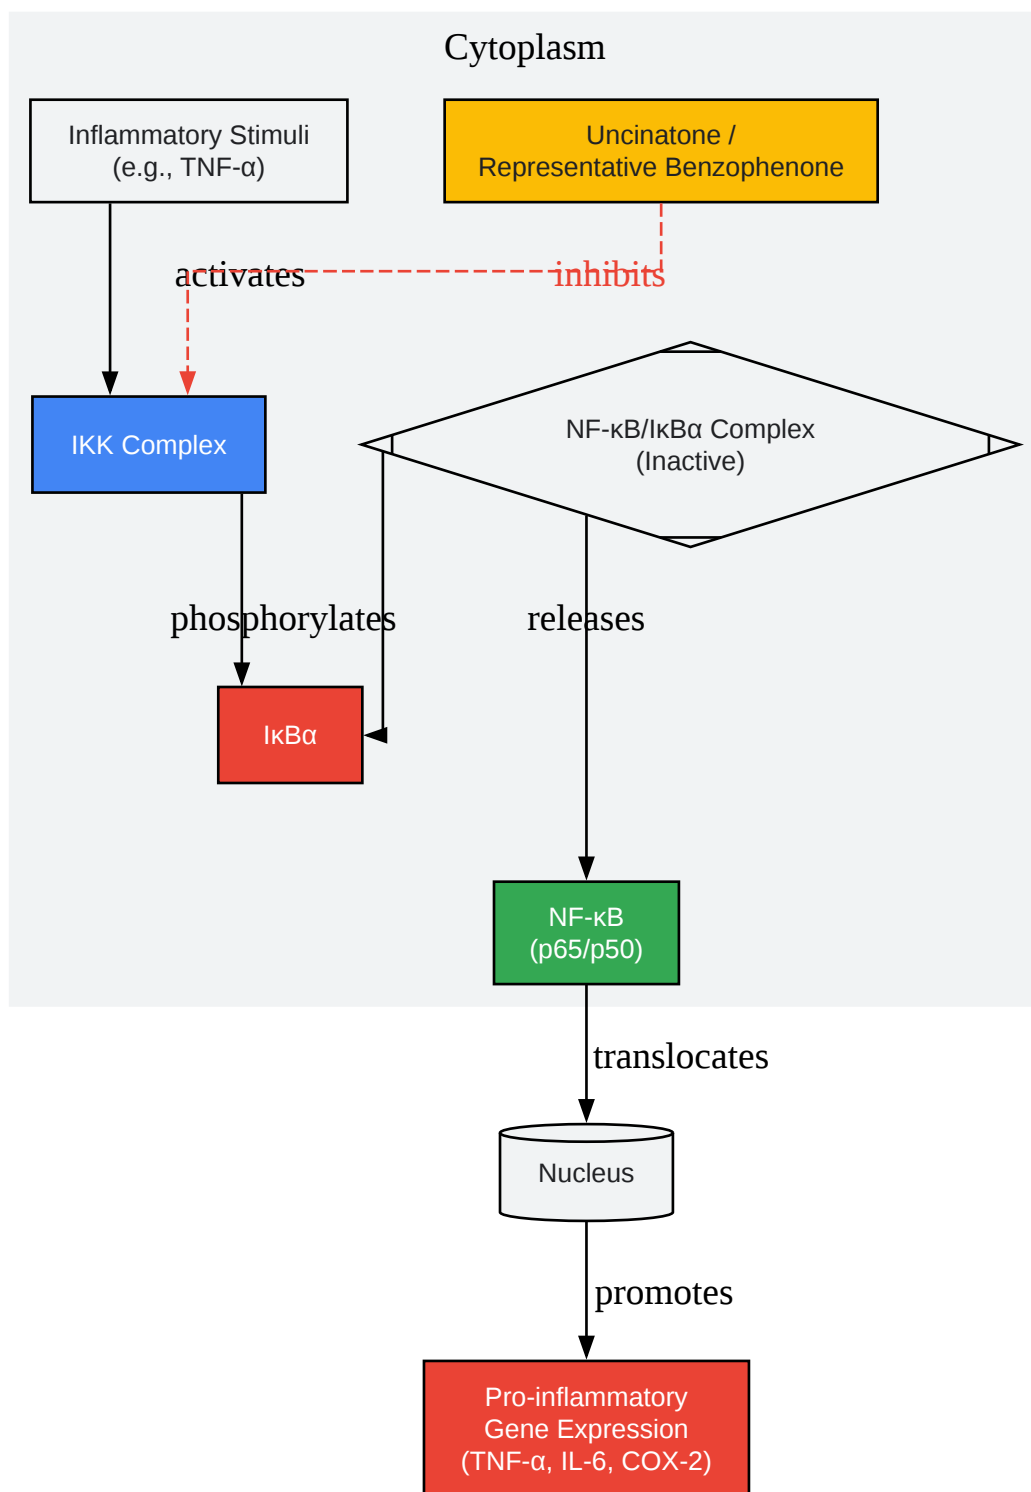 Cytoplasm
Inflammatory Stimuli
(e.g., TNF-α)
Uncinatone /
Representative Benzophenone
activates
inhibits
IKK Complex
NF-κB/IκBα Complex
(Inactive)
phosphorylates
releases
IκBα
NF-κB
(p65/p50)
translocates
Nucleus
promotes
Pro-inflammatory
Gene Expression
(TNF-α, IL-6, COX-2)